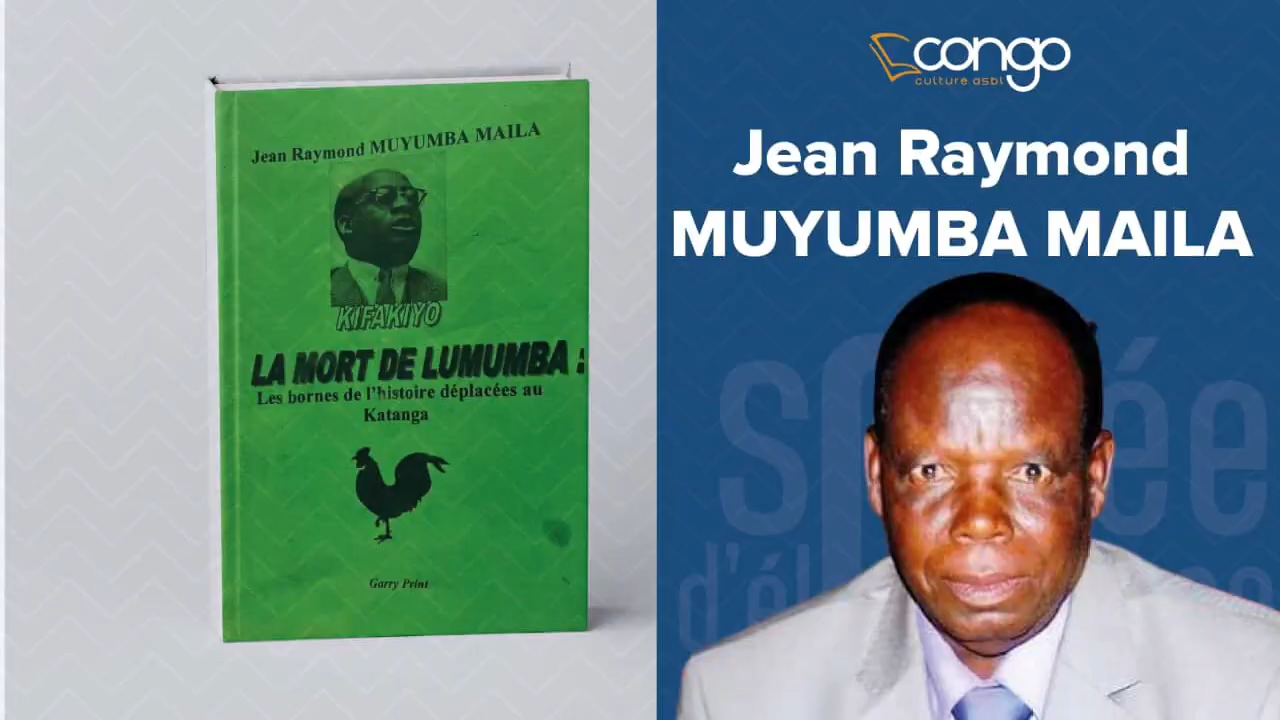 Jean Raymond MUYUMBA MAILA
KIFAKIYO
LA MORT DE LUMUMBA :
Les bornes de l'histoire déplacées au
Katanga
Garry Print
congo
culture asbl
Jean Raymond
MUYUMBA MAILA